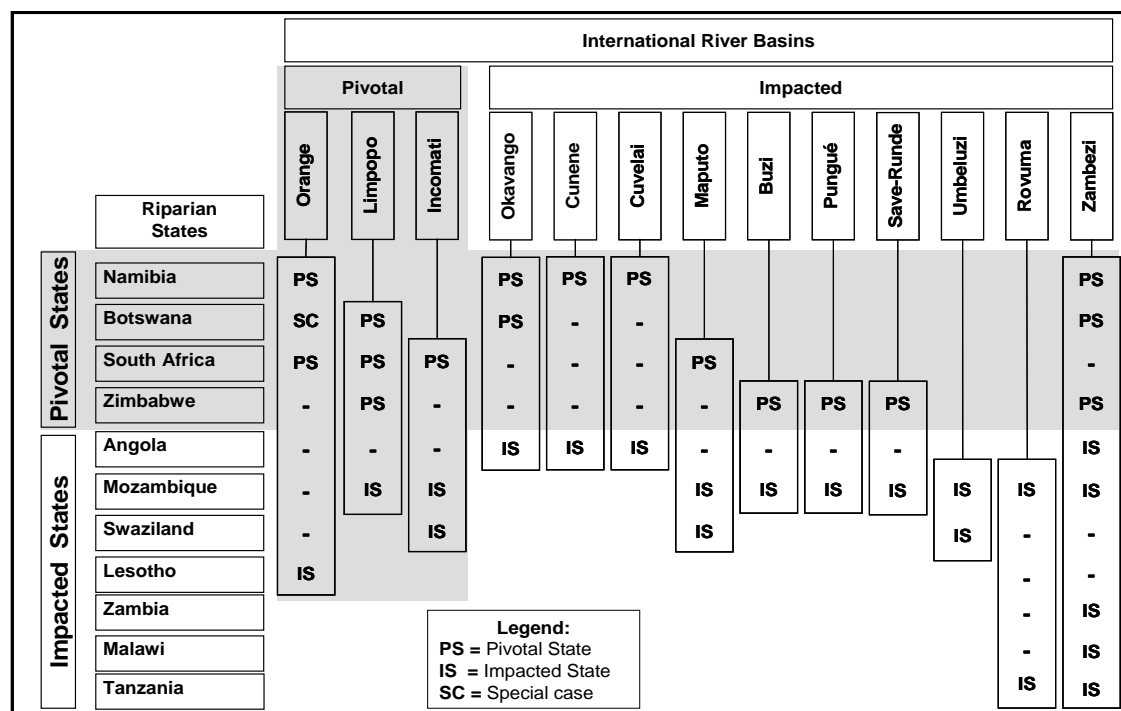 International River Basins
Pivotal
Impacted
Orange
Limpopo
Incomati
Okavango
Cunene
Cuvelai
Maputo
Buzi
Pungué
Save-Runde
Umbeluzi
Rovuma
Zambezi
Riparian
States
Pivotal States
Namibia PS PS PS PS PS
Botswana SC PS PS - - PS
South Africa PS PS PS - - - PS -
Zimbabwe - PS - - - - - PS PS PS PS
Impacted States
Angola - - - IS IS IS - - - - IS
Mozambique - IS IS IS IS IS IS IS IS IS
Swaziland - IS IS IS - -
Lesotho IS - -
Zambia - IS
Malawi - IS
Tanzania IS IS
Legend:
PS = Pivotal State
IS = Impacted State
SC = Special case